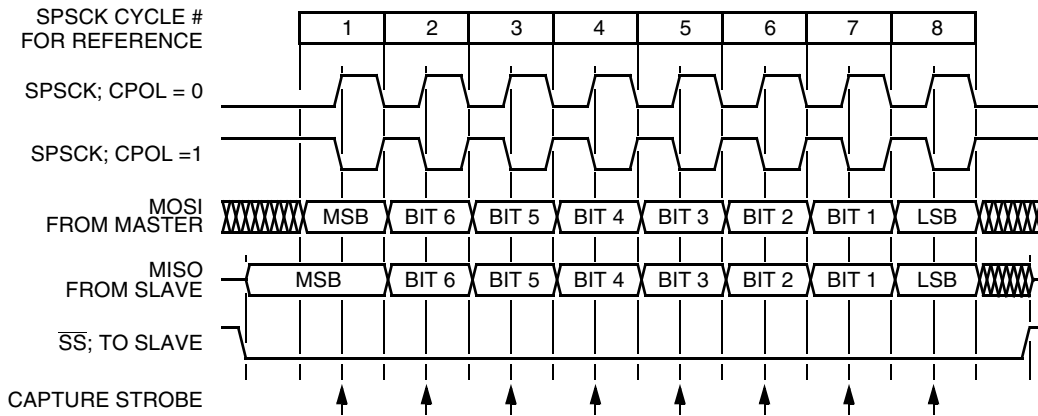 SPSCK CYCLE #
FOR REFERENCE
1 2 3 4 5 6 7 8
SPSCK; CPOL = 0
SPSCK; CPOL =1
MOSI
FROM MASTER
MSB BIT 6 BIT 5 BIT 4 BIT 3 BIT 2 BIT 1 LSB
MISO
FROM SLAVE
MSB BIT 6 BIT 5 BIT 4 BIT 3 BIT 2 BIT 1 LSB
SS; TO SLAVE
CAPTURE STROBE